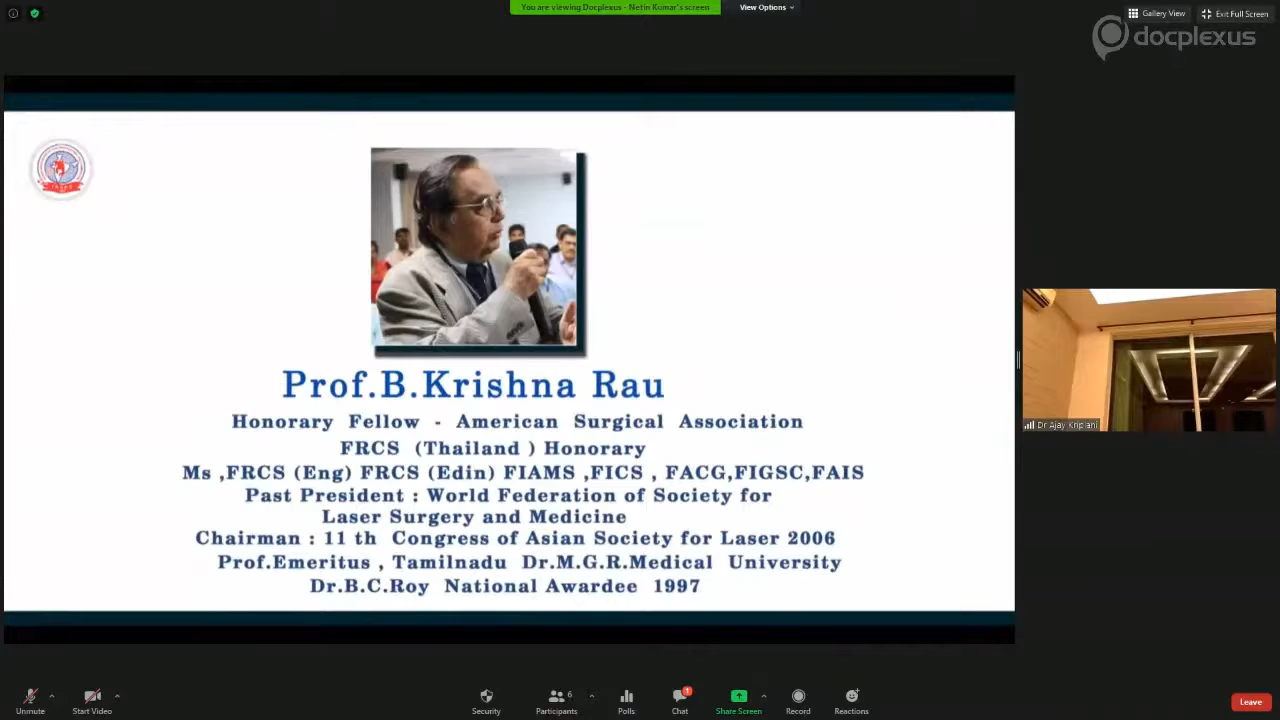 You are viewing Docplexus - Netin Kumar's screen
View Options
Gallery View
Exit Full Screen
docplexus
Prof.B.Krishna Rau
Honorary Fellow - American Surgical Association
FRCS (Thailand ) Honorary
Ms ,FRCS (Eng) FRCS (Edin) FIAMS ,FICS , FACG,FIGSC,FAIS
Past President : World Federation of Society for
Laser Surgery and Medicine
Chairman : 11 th Congress of Asian Society for Laser 2006
Prof.Emeritus , Tamilnadu Dr.M.G.R.Medical University
Dr.B.C.Roy National Awardee 1997
Dr Ajay Kriplani
Unmute
Start Video
Security
Participants
6
Polls
Chat
1
Share Screen
Record
Reactions
Leave